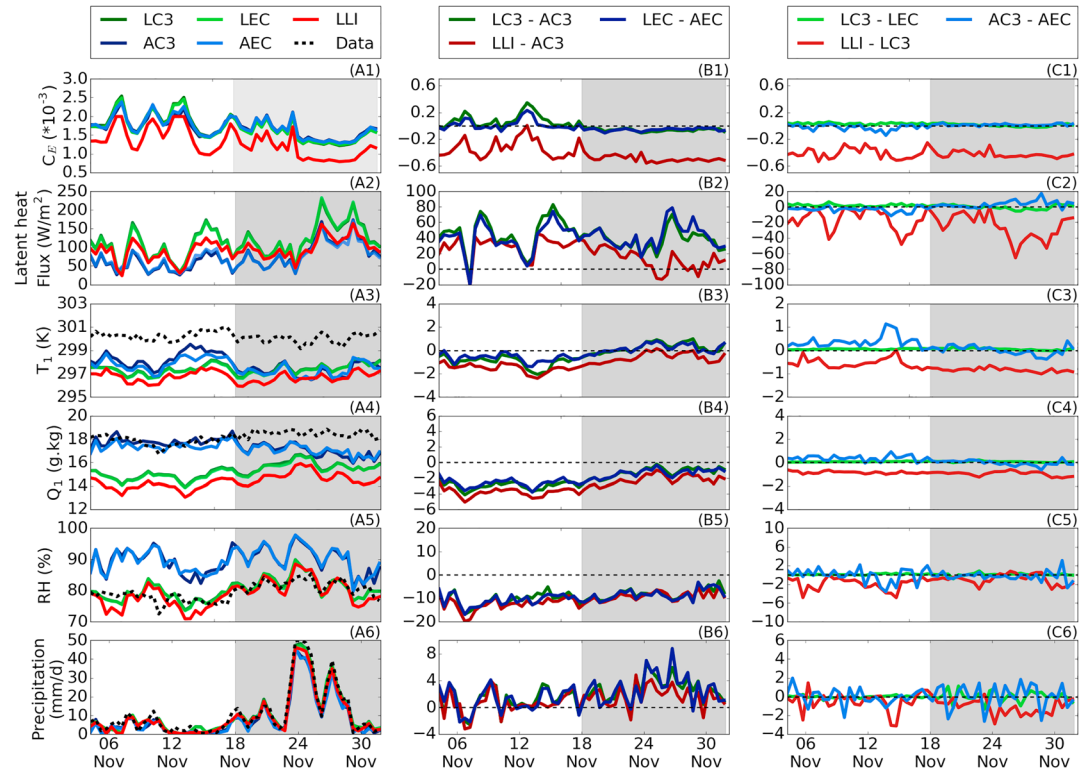 LC3 LEC LLI
AC3 AEC Data
LC3 - AC3 LEC - AEC
LLI - AC3
LC3 - LEC AC3 - AEC
LLI - LC3
(A1) (B1) (C1)
C_E (*10^-3)
3.0 2.5 2.0 1.5 1.0 0.5
0.6 0.2 −0.2 −0.6
0.6 0.2 −0.2 −0.6
(A2) (B2) (C2)
Latent heat
Flux (W/m²)
250 200 150 100 50 0
100 80 60 40 20 0 −20
20 0 −20 −40 −60 −80 −100
(A3) (B3) (C3)
T_1 (K)
303 301 299 297 295
4 2 0 −2 −4
2 1 0 −1 −2
(A4) (B4) (C4)
Q_1 (g.kg)
20 18 16 14 12
6 4 2 0 −2 −4 −6
4 2 0 −2 −4
(A5) (B5) (C5)
RH (%)
100 90 80 70
20 10 0 −10 −20
10 6 2 −2 −6 −10
(A6) (B6) (C6)
Precipitation
(mm/d)
50 40 30 20 10 0
8 4 0 −4
6 4 2 0 −2 −4
06 12 18 24 30
Nov Nov Nov Nov Nov
06 12 18 24 30
Nov Nov Nov Nov Nov
06 12 18 24 30
Nov Nov Nov Nov Nov